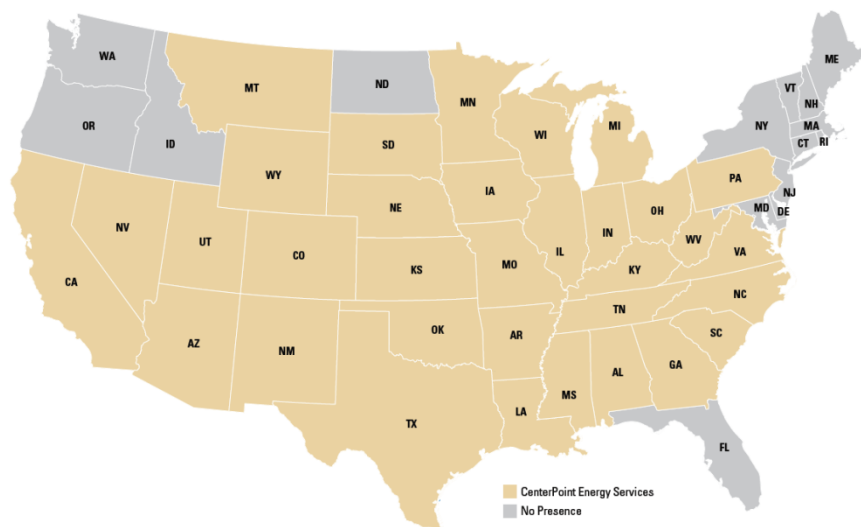 WA
MT
ND
MN
ME
VT
NH
OR
ID
SD
WI
MI
NY
MA
CT
RI
WY
IA
PA
NJ
NE
OH
MD
DE
NV
UT
CO
IL
IN
WV
VA
KS
MO
KY
CA
NC
TN
OK
AR
SC
AZ
NM
MS
AL
GA
LA
TX
FL
CenterPoint Energy Services
No Presence